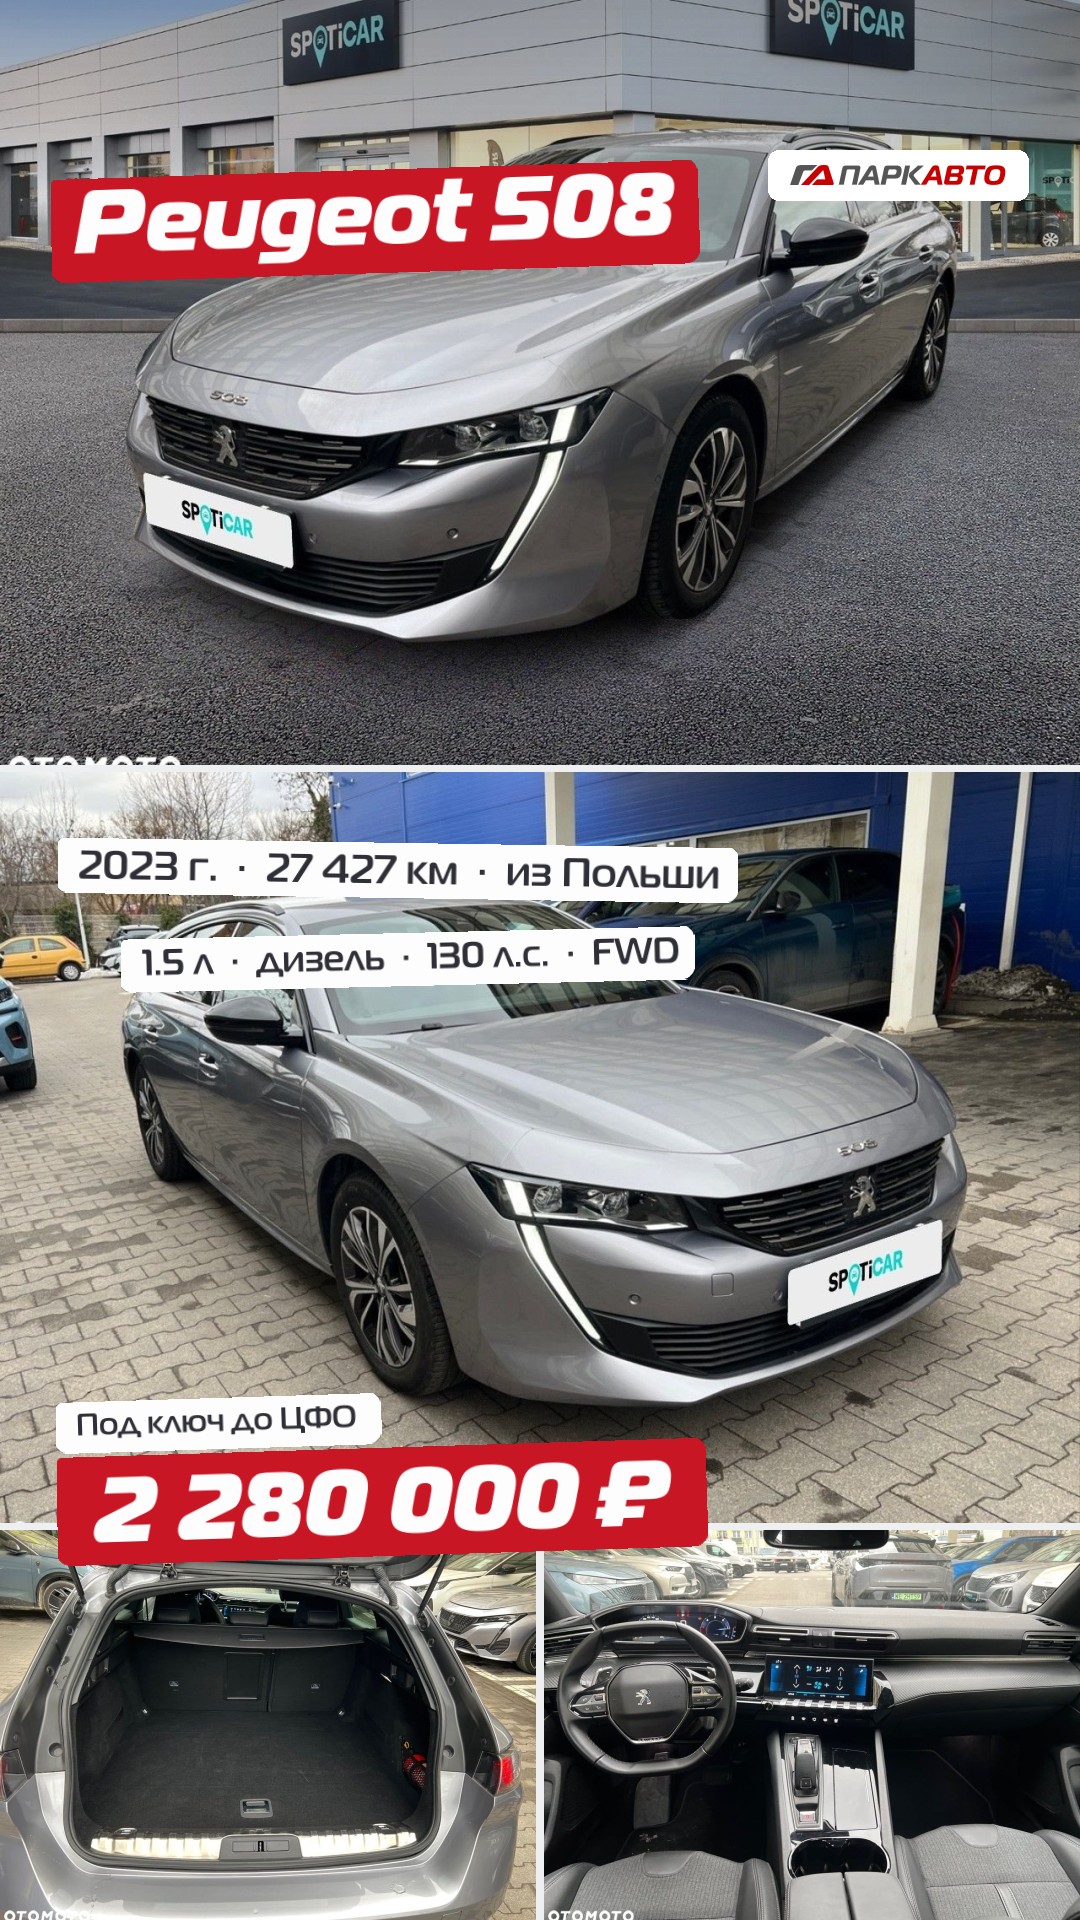 SPOTiCAR
SPOTiCAR
ПАРКАВТО
Peugeot 508
508
SPOTiCAR
OTOMOTO
2023 г. · 27 427 км · из Польши
1.5 л · дизель · 130 л.с. · FWD
508
SPOTiCAR
Под ключ до ЦФО
2 280 000 ₽
OTOMOTO
OTOMOTO